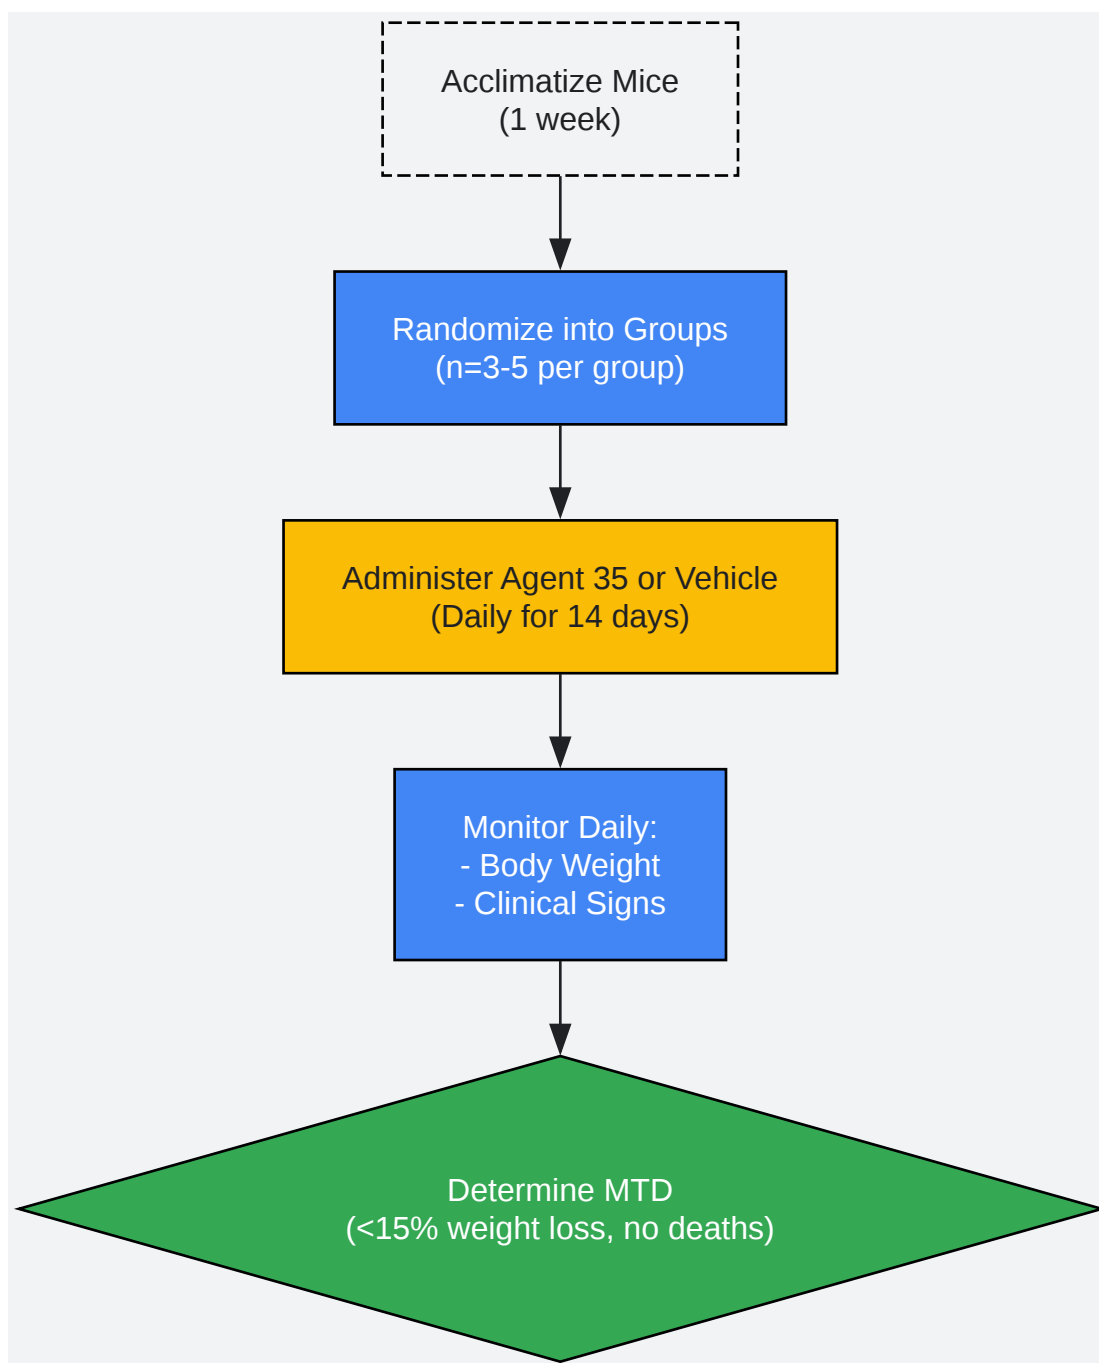 Acclimatize Mice
(1 week)
Randomize into Groups
(n=3-5 per group)
Administer Agent 35 or Vehicle
(Daily for 14 days)
Monitor Daily:
- Body Weight
- Clinical Signs
Determine MTD
(<15% weight loss, no deaths)